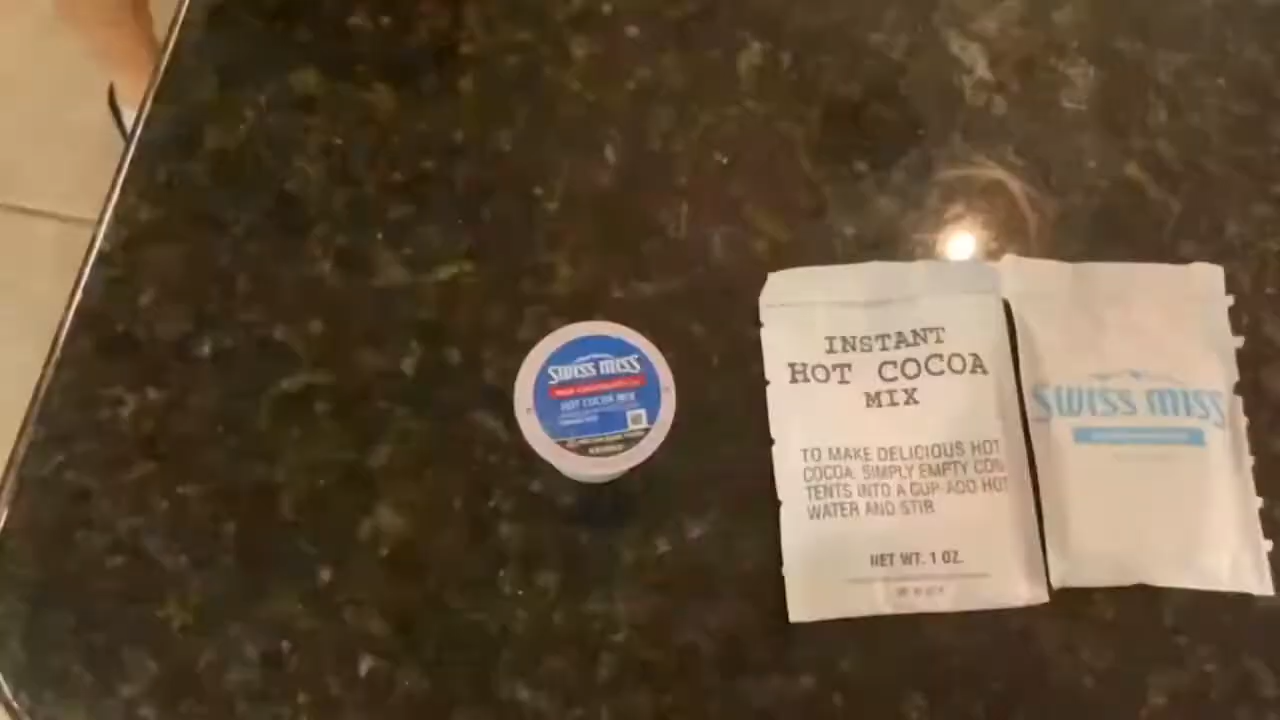 SWISS MISS
HOT COCOA MIX
INSTANT
HOT COCOA
MIX
TO MAKE DELICIOUS HOT
COCOA, SIMPLY EMPTY CON
TENTS INTO A CUP ADD HOT
WATER AND STIR
NET WT. 1 OZ.
SWISS MISS